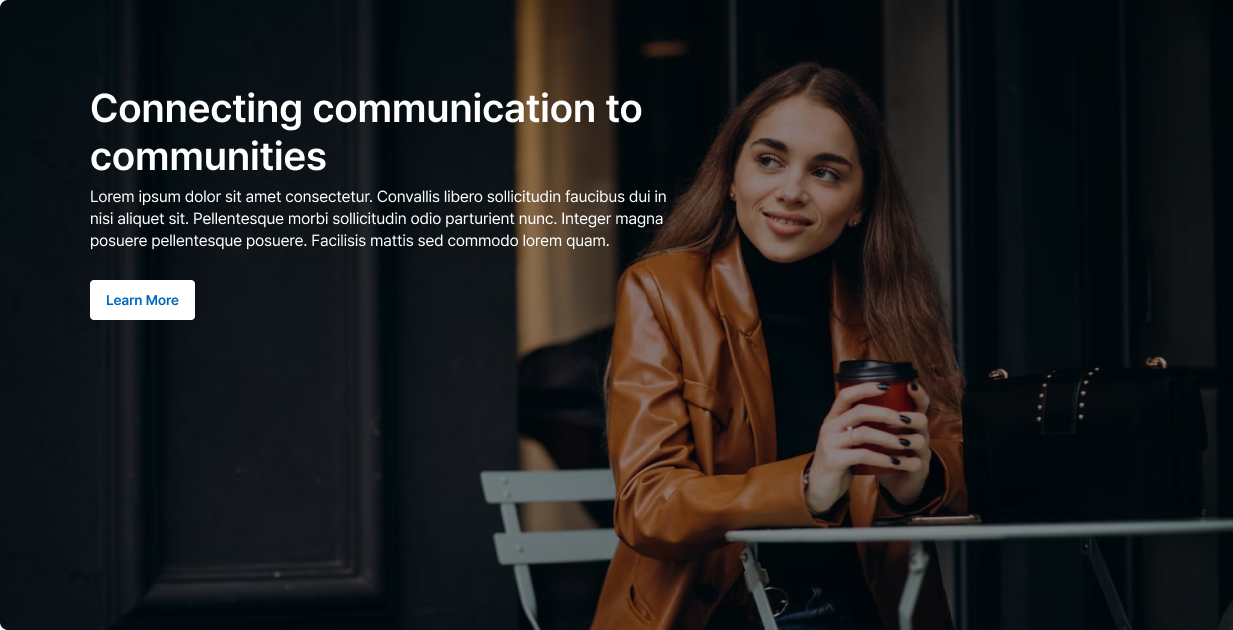 Connecting communication to
communities
Lorem ipsum dolor sit amet consectetur. Convallis libero sollicitudin faucibus dui in
nisi aliquet sit. Pellentesque morbi sollicitudin odio parturient nunc. Integer magna
posuere pellentesque posuere. Facilisis mattis sed commodo lorem quam.
Learn More